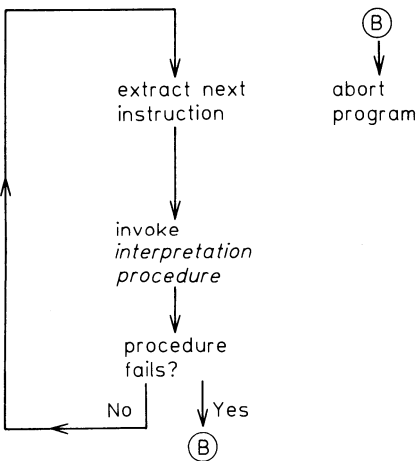 B
extract next
instruction
abort
program
invoke
interpretation
procedure
procedure
fails?
No
Yes
B